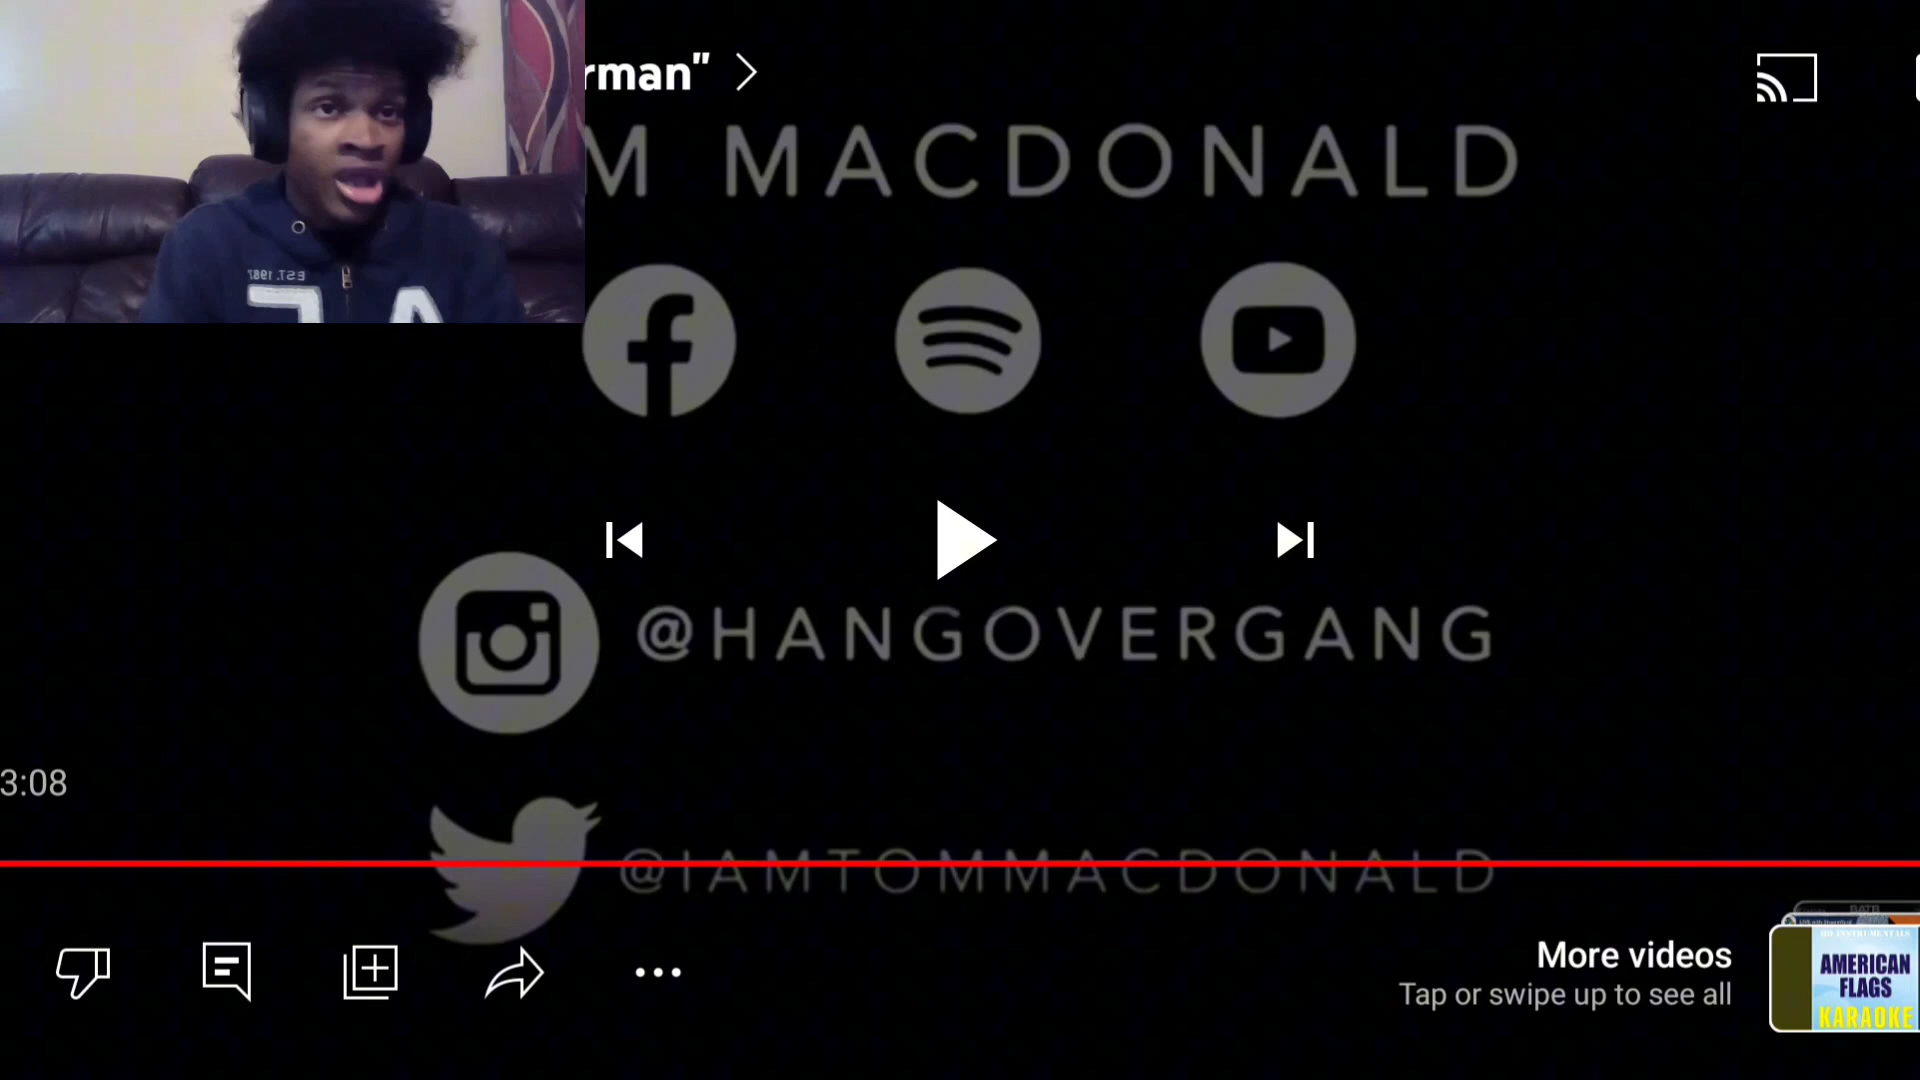 rman"
M MACDONALD
EST.1987
@HANGOVERGANG
3:08
@IAMTOMMACDONALD
More videos
Tap or swipe up to see all
AMERICAN
FLAGS
KARAOKE